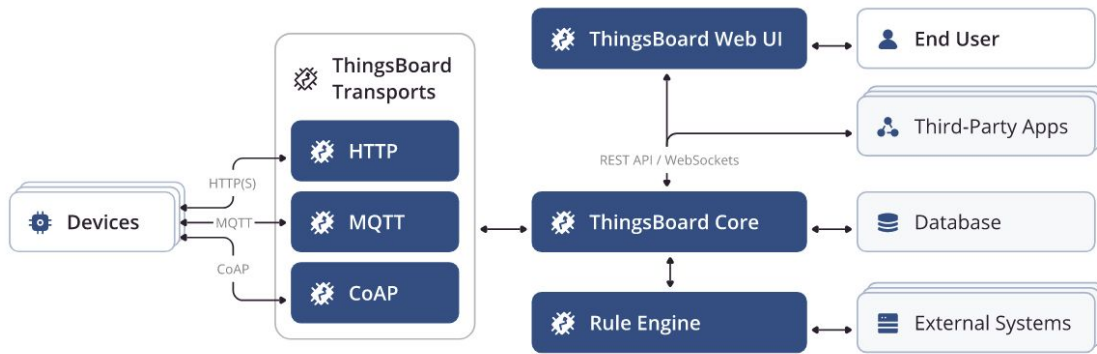 ThingsBoard Web UI
End User
ThingsBoard
Transports
Third-Party Apps
HTTP
REST API / WebSockets
HTTP(S)
Devices
MQTT
MQTT
ThingsBoard Core
Database
CoAP
CoAP
Rule Engine
External Systems